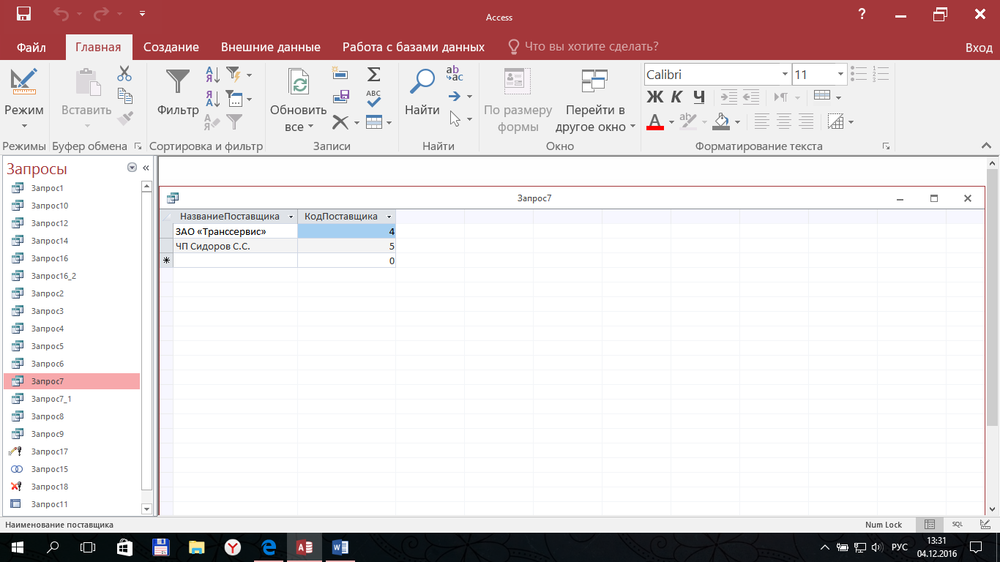 Access
?
Файл Главная Создание Внешние данные Работа с базами данных Что вы хотите сделать? Вход
Режим
Вставить
Фильтр
Обновить все
Найти
По размеру формы
Перейти в другое окно
Calibri 11
Ж К Ч
Режимы Буфер обмена Сортировка и фильтр Записи Найти Окно Форматирование текста
Запросы
Запрос1
Запрос10
Запрос12
Запрос14
Запрос16
Запрос16_2
Запрос2
Запрос3
Запрос4
Запрос5
Запрос6
Запрос7
Запрос7_1
Запрос8
Запрос9
Запрос17
Запрос15
Запрос18
Запрос11
Запрос7
НазваниеПоставщика КодПоставщика
ЗАО «Транссервис» 4
ЧП Сидоров С.С. 5
0
Наименование поставщика Num Lock SQL
РУС 13:31
04.12.2016